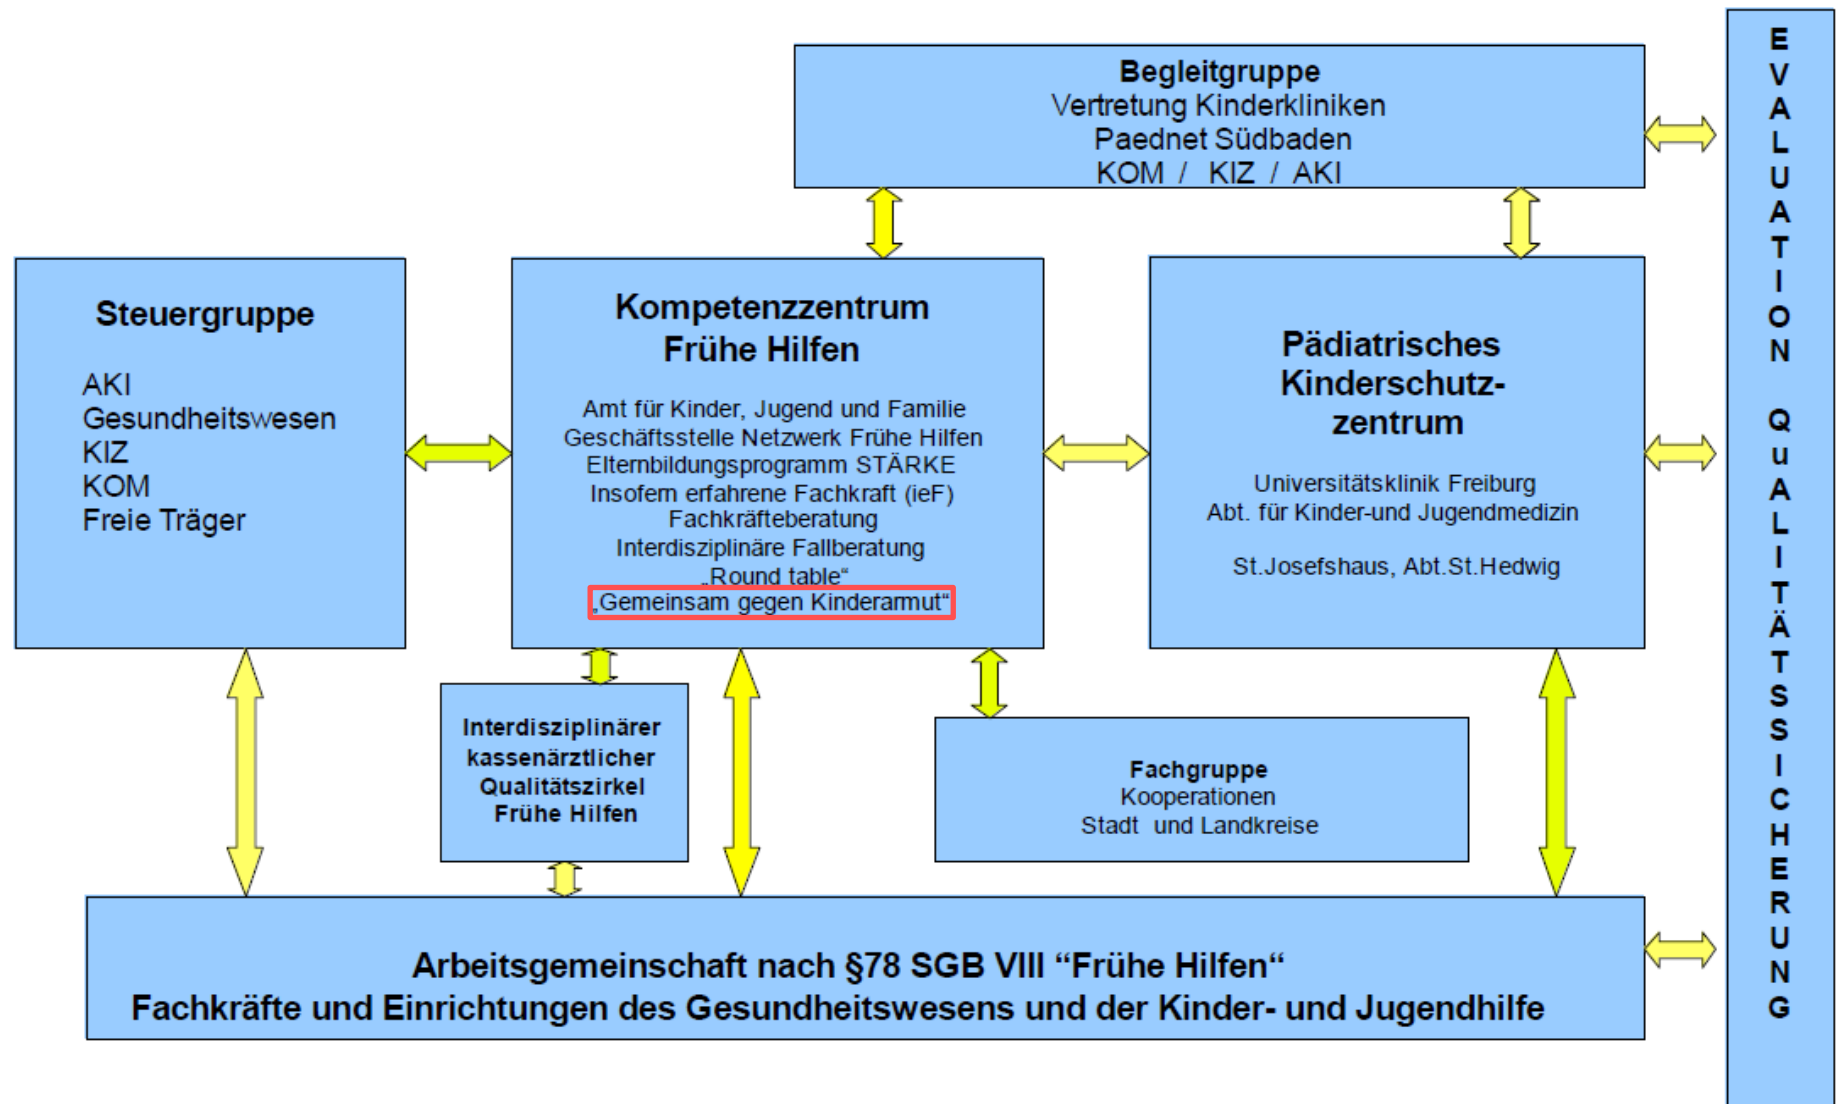 Begleitgruppe
Vertretung Kinderkliniken
Paednet Südbaden
KOM / KIZ / AKI
Steuergruppe
AKI
Gesundheitswesen
KIZ
KOM
Freie Träger
Kompetenzzentrum
Frühe Hilfen
Amt für Kinder, Jugend und Familie
Geschäftsstelle Netzwerk Frühe Hilfen
Elternbildungsprogramm STÄRKE
Insofern erfahrene Fachkraft (ieF)
Fachkräfteberatung
Interdisziplinäre Fallberatung
„Round table“
„Gemeinsam gegen Kinderarmut“
Pädiatrisches
Kinderschutz-
zentrum
Universitätsklinik Freiburg
Abt. für Kinder-und Jugendmedizin
St.Josefshaus, Abt.St.Hedwig
Interdisziplinärer
kassenärztlicher
Qualitätszirkel
Frühe Hilfen
Fachgruppe
Kooperationen
Stadt und Landkreise
Arbeitsgemeinschaft nach §78 SGB VIII “Frühe Hilfen“
Fachkräfte und Einrichtungen des Gesundheitswesens und der Kinder- und Jugendhilfe
EVALUATION QuALITÄTSSICHERUNG